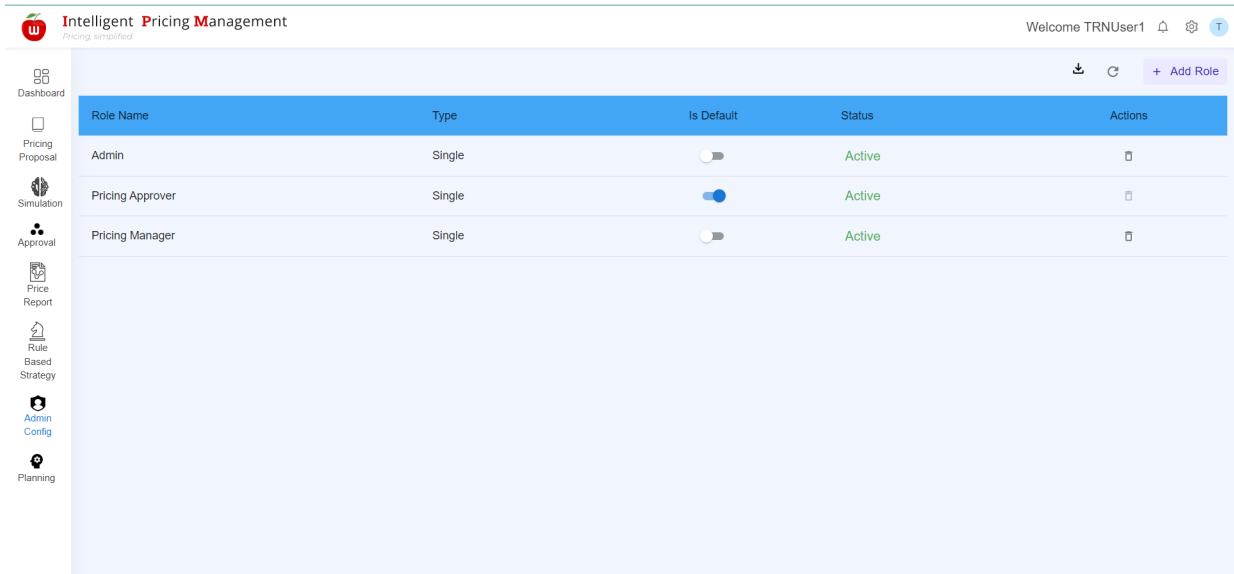 w
Intelligent Pricing Management
Pricing, simplified
Welcome TRNUser1
T
Dashboard
Pricing
Proposal
Simulation
Approval
Price
Report
Rule
Based
Strategy
Admin
Config
Planning
+ Add Role
Role Name Type Is Default Status Actions
Admin Single Active
Pricing Approver Single Active
Pricing Manager Single Active